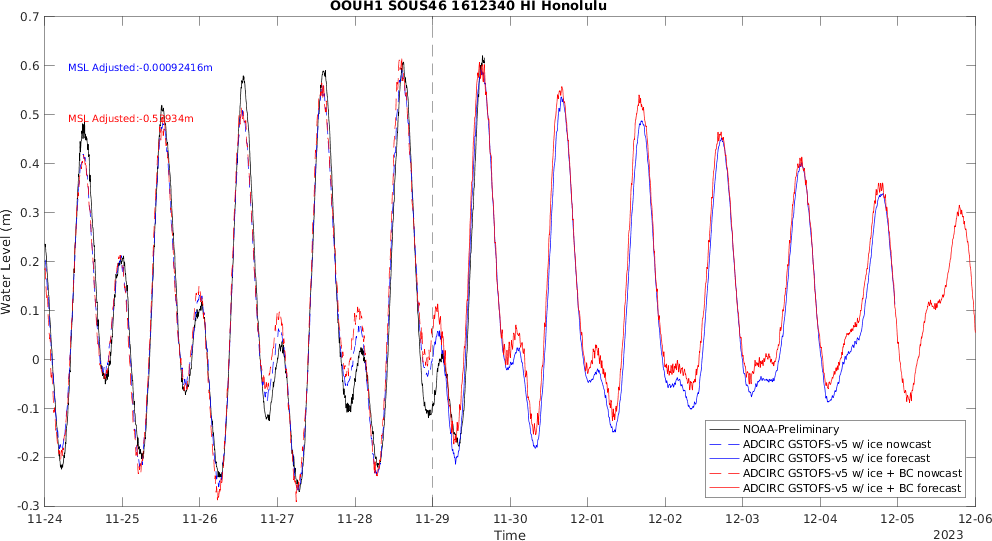 OOUH1 SOUS46 1612340 HI Honolulu
0.7
0.6
0.5
0.4
0.3
0.2
0.1
0
-0.1
-0.2
-0.3
Water Level (m)
MSL Adjusted:-0.00092416m
MSL Adjusted:-0.52934m
NOAA-Preliminary
ADCIRC GSTOFS-v5 w/ ice nowcast
ADCIRC GSTOFS-v5 w/ ice forecast
ADCIRC GSTOFS-v5 w/ ice + BC nowcast
ADCIRC GSTOFS-v5 w/ ice + BC forecast
11-24 11-25 11-26 11-27 11-28 11-29 11-30 12-01 12-02 12-03 12-04 12-05 12-06
Time
2023